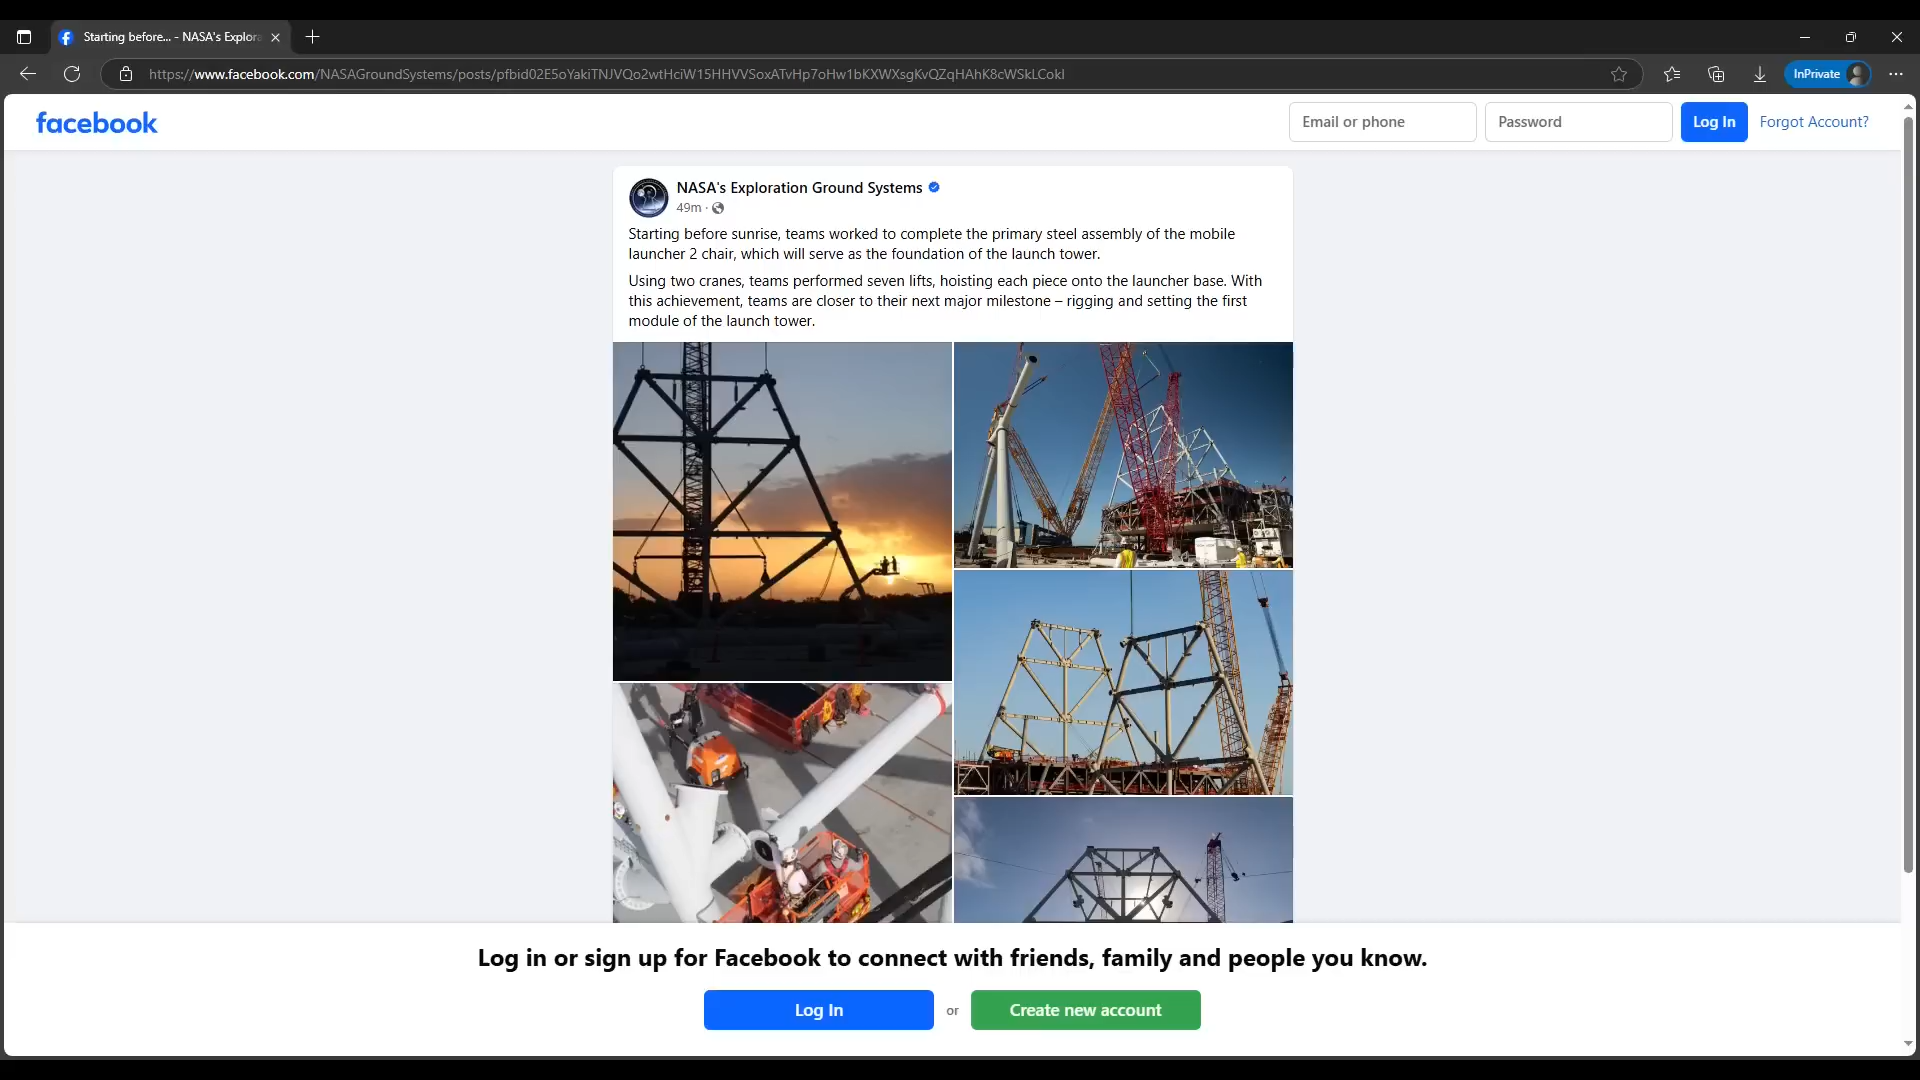 Starting before... - NASA's Explora
https://www.facebook.com/NASAGroundSystems/posts/pfbid02E5oYakiTNJVQo2wtHciW15HHVVSoxATvHp7oHw1bKXWXsgKvQZqHAhK8cWSkLCokl
InPrivate
facebook
Email or phone
Password
Log In
Forgot Account?
NASA's Exploration Ground Systems
49m ·
Starting before sunrise, teams worked to complete the primary steel assembly of the mobile
launcher 2 chair, which will serve as the foundation of the launch tower.
Using two cranes, teams performed seven lifts, hoisting each piece onto the launcher base. With
this achievement, teams are closer to their next major milestone – rigging and setting the first
module of the launch tower.
Log in or sign up for Facebook to connect with friends, family and people you know.
Log In
or
Create new account